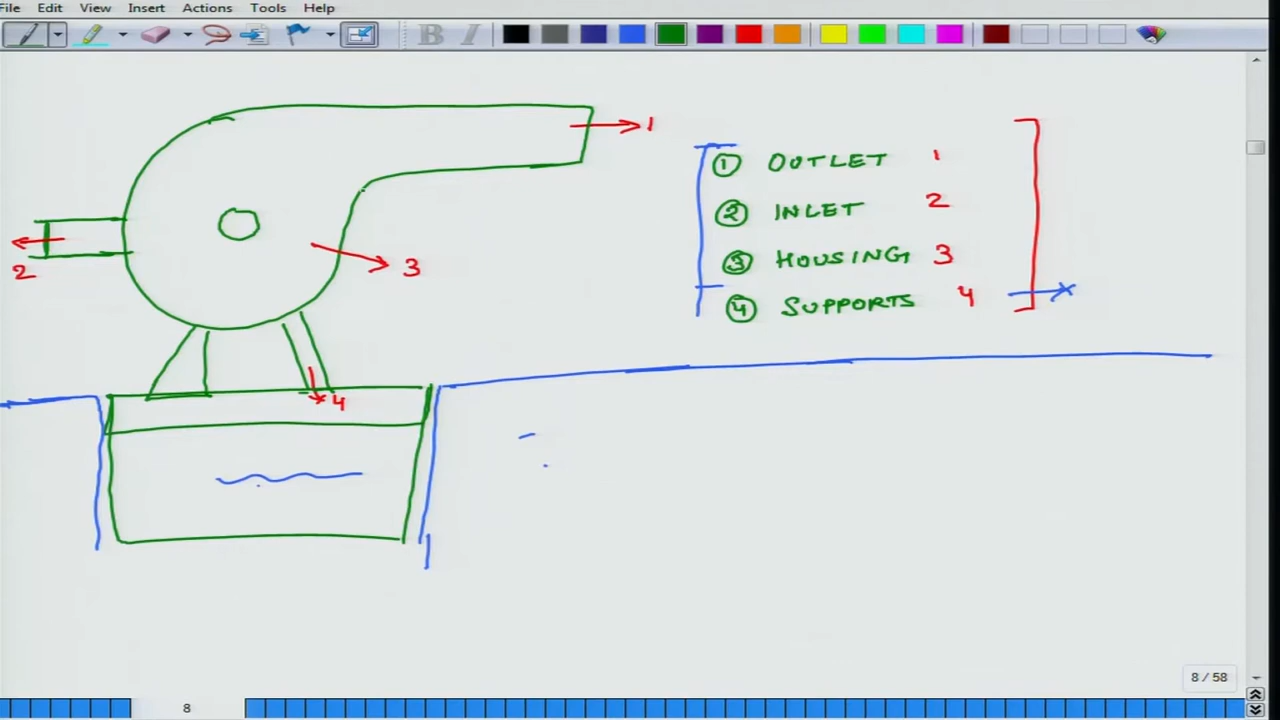 File Edit View Insert Actions Tools Help
B I
1
① OUTLET 1
② INLET 2
2
3
③ HOUSING 3
④ SUPPORTS 4
4
8 / 58
8